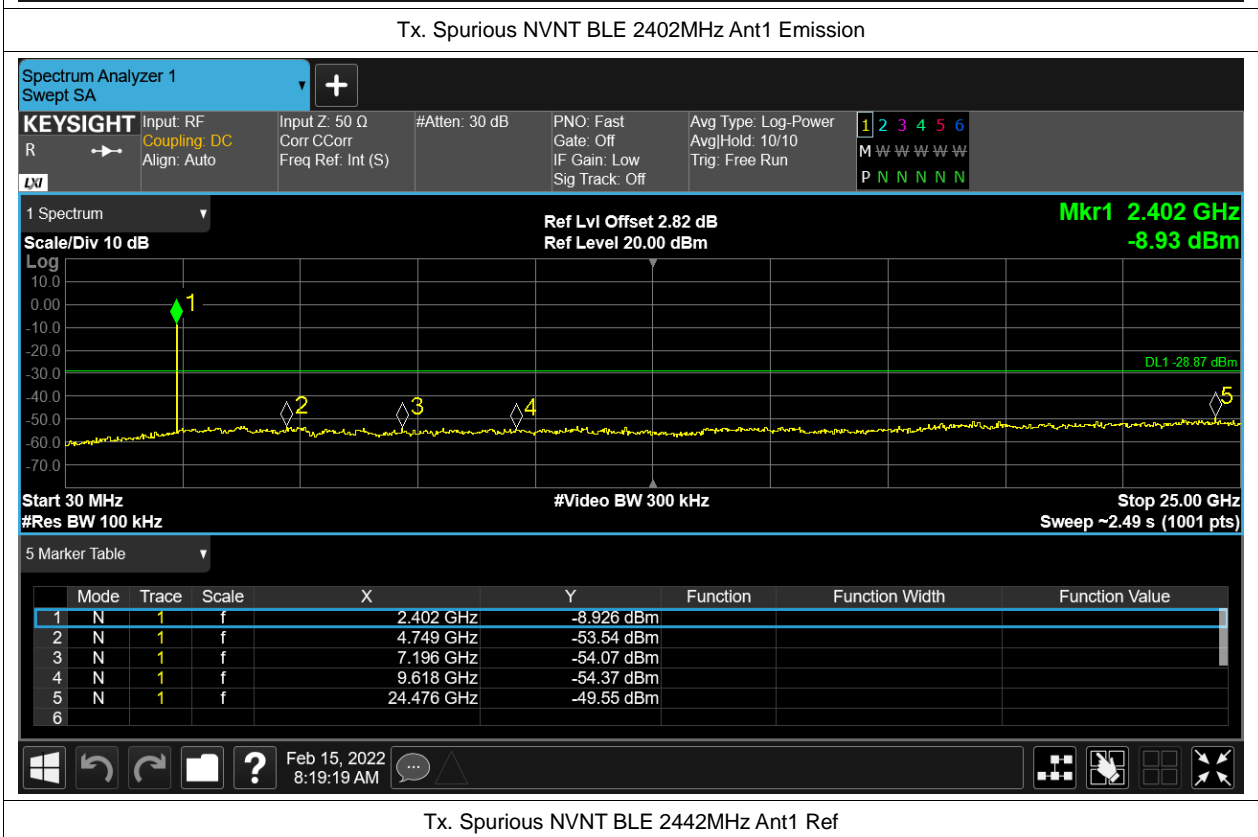 Tx. Spurious NVNT BLE 2402MHz Ant1 Emission
Spectrum Analyzer 1
Swept SA
+
KEYSIGHT
R
LXI
Input: RF
Coupling: DC
Align: Auto
Input Z: 50 Ω
Corr CCorr
Freq Ref: Int (S)
#Atten: 30 dB
PNO: Fast
Gate: Off
IF Gain: Low
Sig Track: Off
Avg Type: Log-Power
Avg|Hold: 10/10
Trig: Free Run
1 2 3 4 5 6
M W W W W W
P N N N N N
1 Spectrum
Scale/Div 10 dB
Ref Lvl Offset 2.82 dB
Ref Level 20.00 dBm
Mkr1 2.402 GHz
-8.93 dBm
Log
10.0
0.00
-10.0
-20.0
-30.0
-40.0
-50.0
-60.0
-70.0
1
2
3
4
5
DL1 -28.87 dBm
Start 30 MHz
#Video BW 300 kHz
Stop 25.00 GHz
#Res BW 100 kHz
Sweep ~2.49 s (1001 pts)
5 Marker Table
Mode Trace Scale X Y Function Function Width Function Value
1 N 1 f 2.402 GHz -8.926 dBm
2 N 1 f 4.749 GHz -53.54 dBm
3 N 1 f 7.196 GHz -54.07 dBm
4 N 1 f 9.618 GHz -54.37 dBm
5 N 1 f 24.476 GHz -49.55 dBm
6
?
Feb 15, 2022
8:19:19 AM
Tx. Spurious NVNT BLE 2442MHz Ant1 Ref